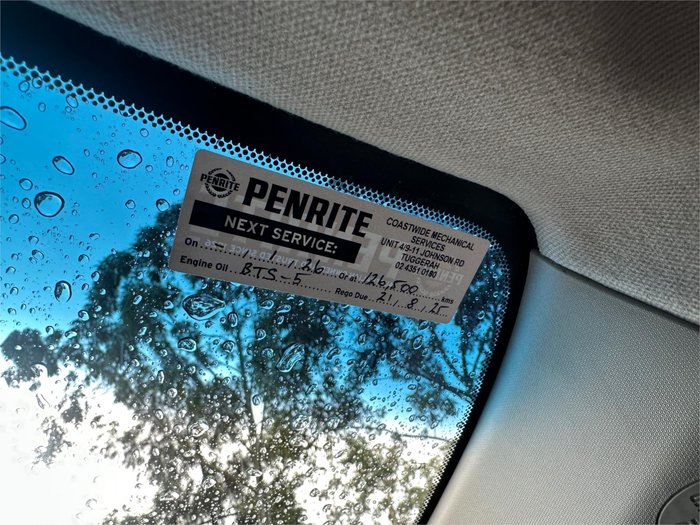 PENRITE
PENRITE
NEXT SERVICE:
COASTWIDE MECHANICAL
SERVICES
UNIT 4/9-11 JOHNSON RD
TUGGERAH
02 4351 0180
On / 1 / 26 Or at 126,500 kms
Engine Oil BTS - 5 Rego Due 21 / 8 / 25